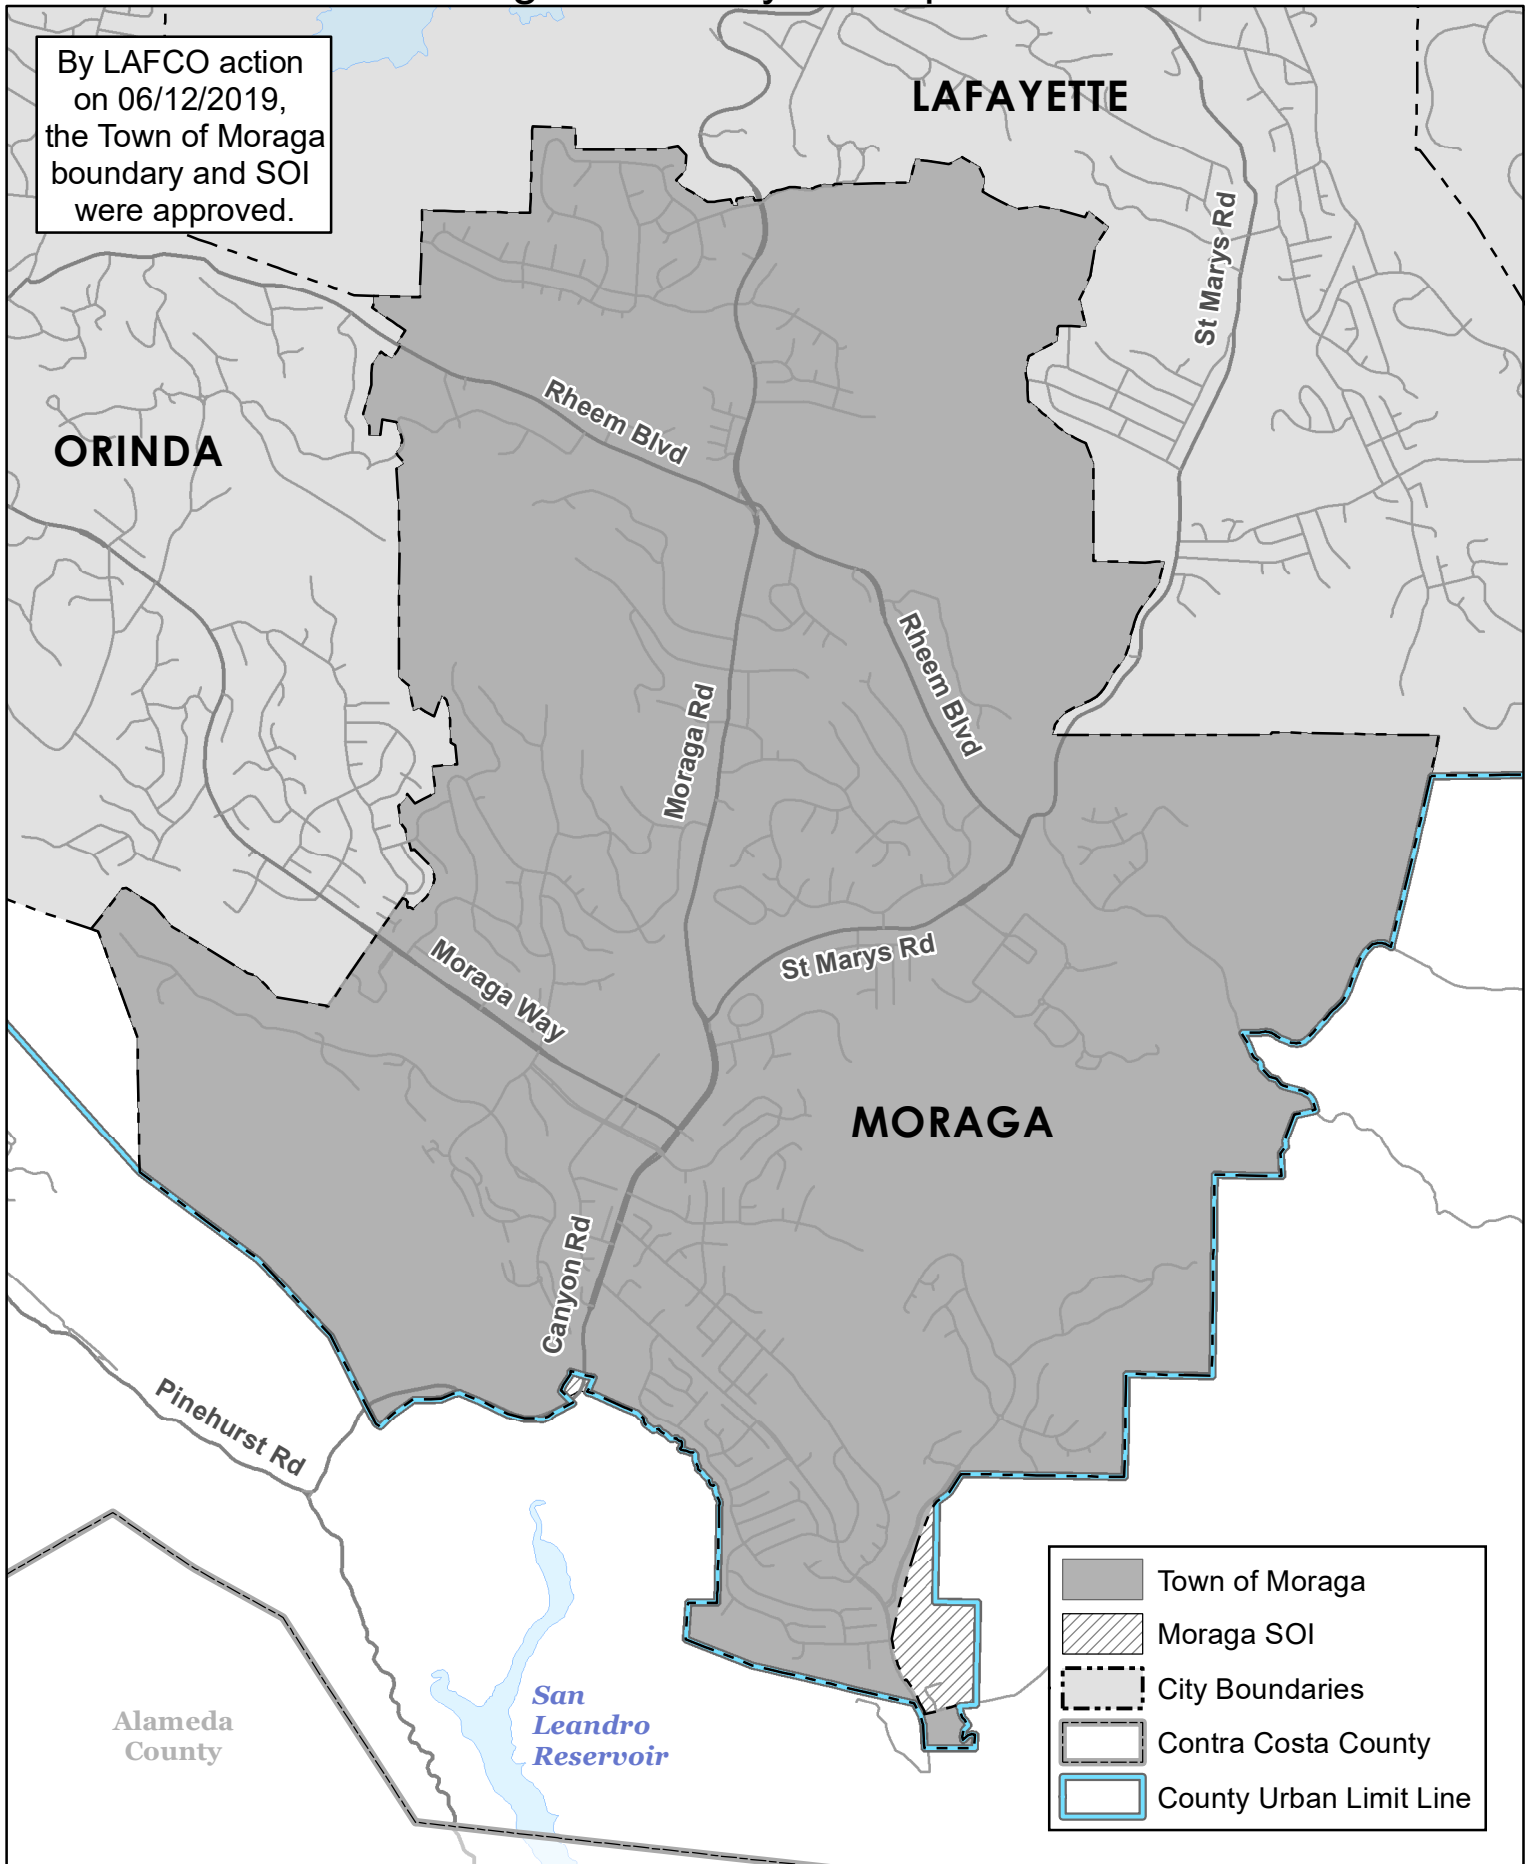 By LAFCO action
on 06/12/2019,
the Town of Moraga
boundary and SOI
were approved.
LAFAYETTE
St Marys Rd
Rheem Blvd
ORINDA
Rheem Blvd
Moraga Rd
St Marys Rd
Moraga Way
MORAGA
Canyon Rd
Pinehurst Rd
San
Leandro
Reservoir
Alameda
County
Town of Moraga
Moraga SOI
City Boundaries
Contra Costa County
County Urban Limit Line